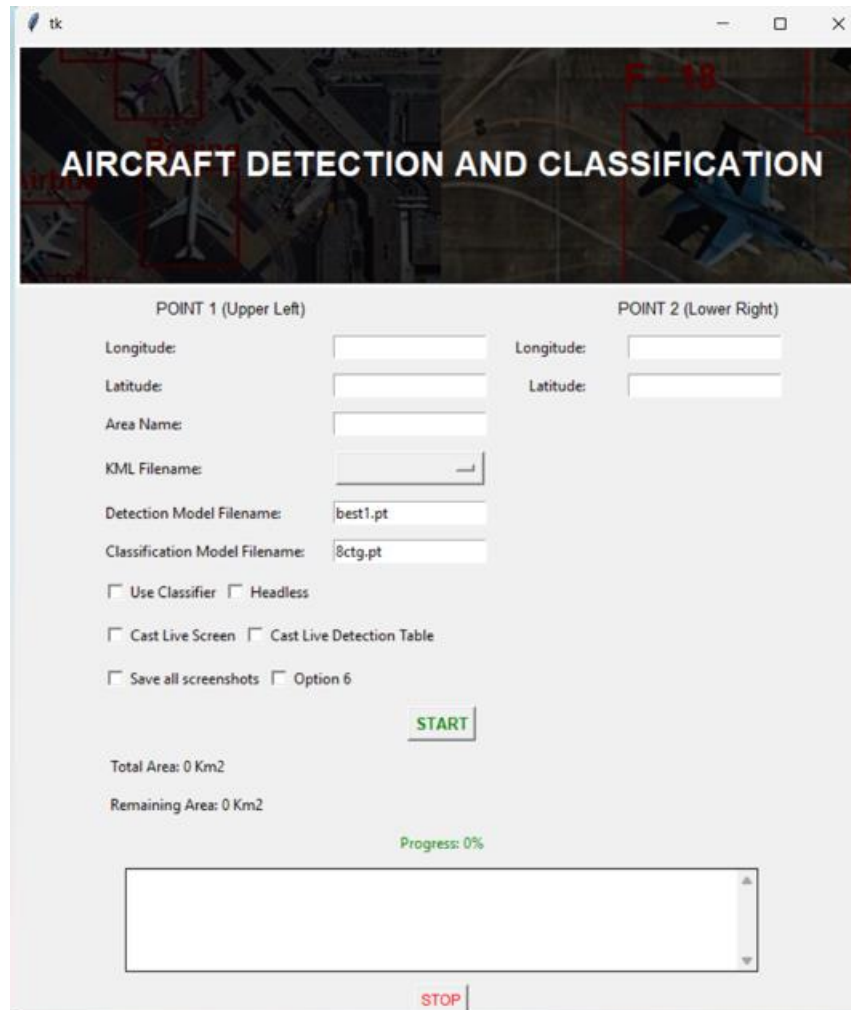 tk
F - 18
Boeing
Airbus
AIRCRAFT DETECTION AND CLASSIFICATION
POINT 1 (Upper Left) POINT 2 (Lower Right)
Longitude: Longitude:
Latitude: Latitude:
Area Name:
KML Filename:
Detection Model Filename: best1.pt
Classification Model Filename: 8ctg.pt
Use Classifier Headless
Cast Live Screen Cast Live Detection Table
Save all screenshots Option 6
START
Total Area: 0 Km2
Remaining Area: 0 Km2
Progress: 0%
STOP